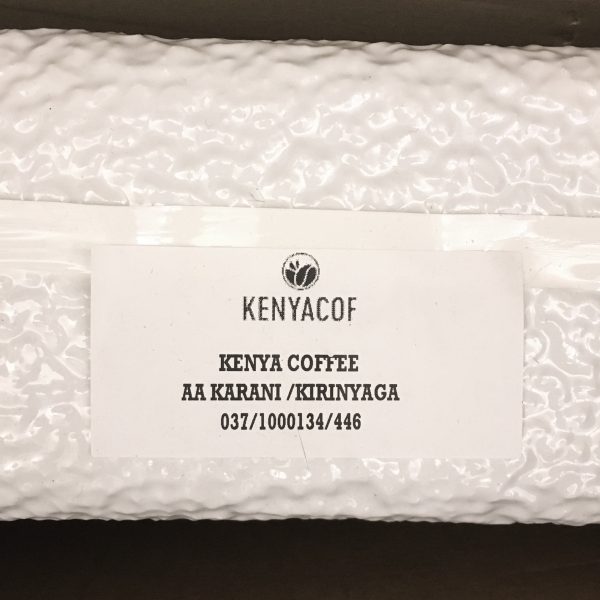 KENYACOF
KENYA COFFEE
AA KARANI /KIRINYAGA
037/1000134/446